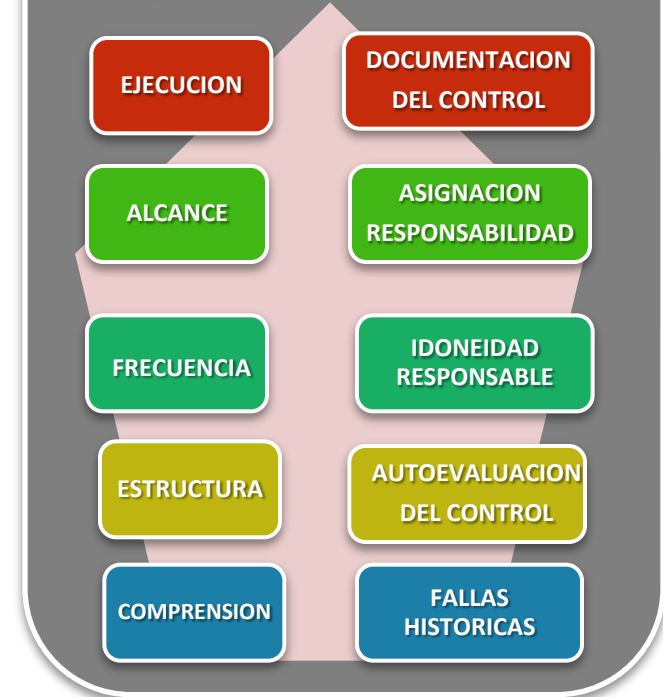 EJECUCION
DOCUMENTACION
DEL CONTROL
ALCANCE
ASIGNACION
RESPONSABILIDAD
FRECUENCIA
IDONEIDAD
RESPONSABLE
ESTRUCTURA
AUTOEVALUACION
DEL CONTROL
COMPRENSION
FALLAS
HISTORICAS